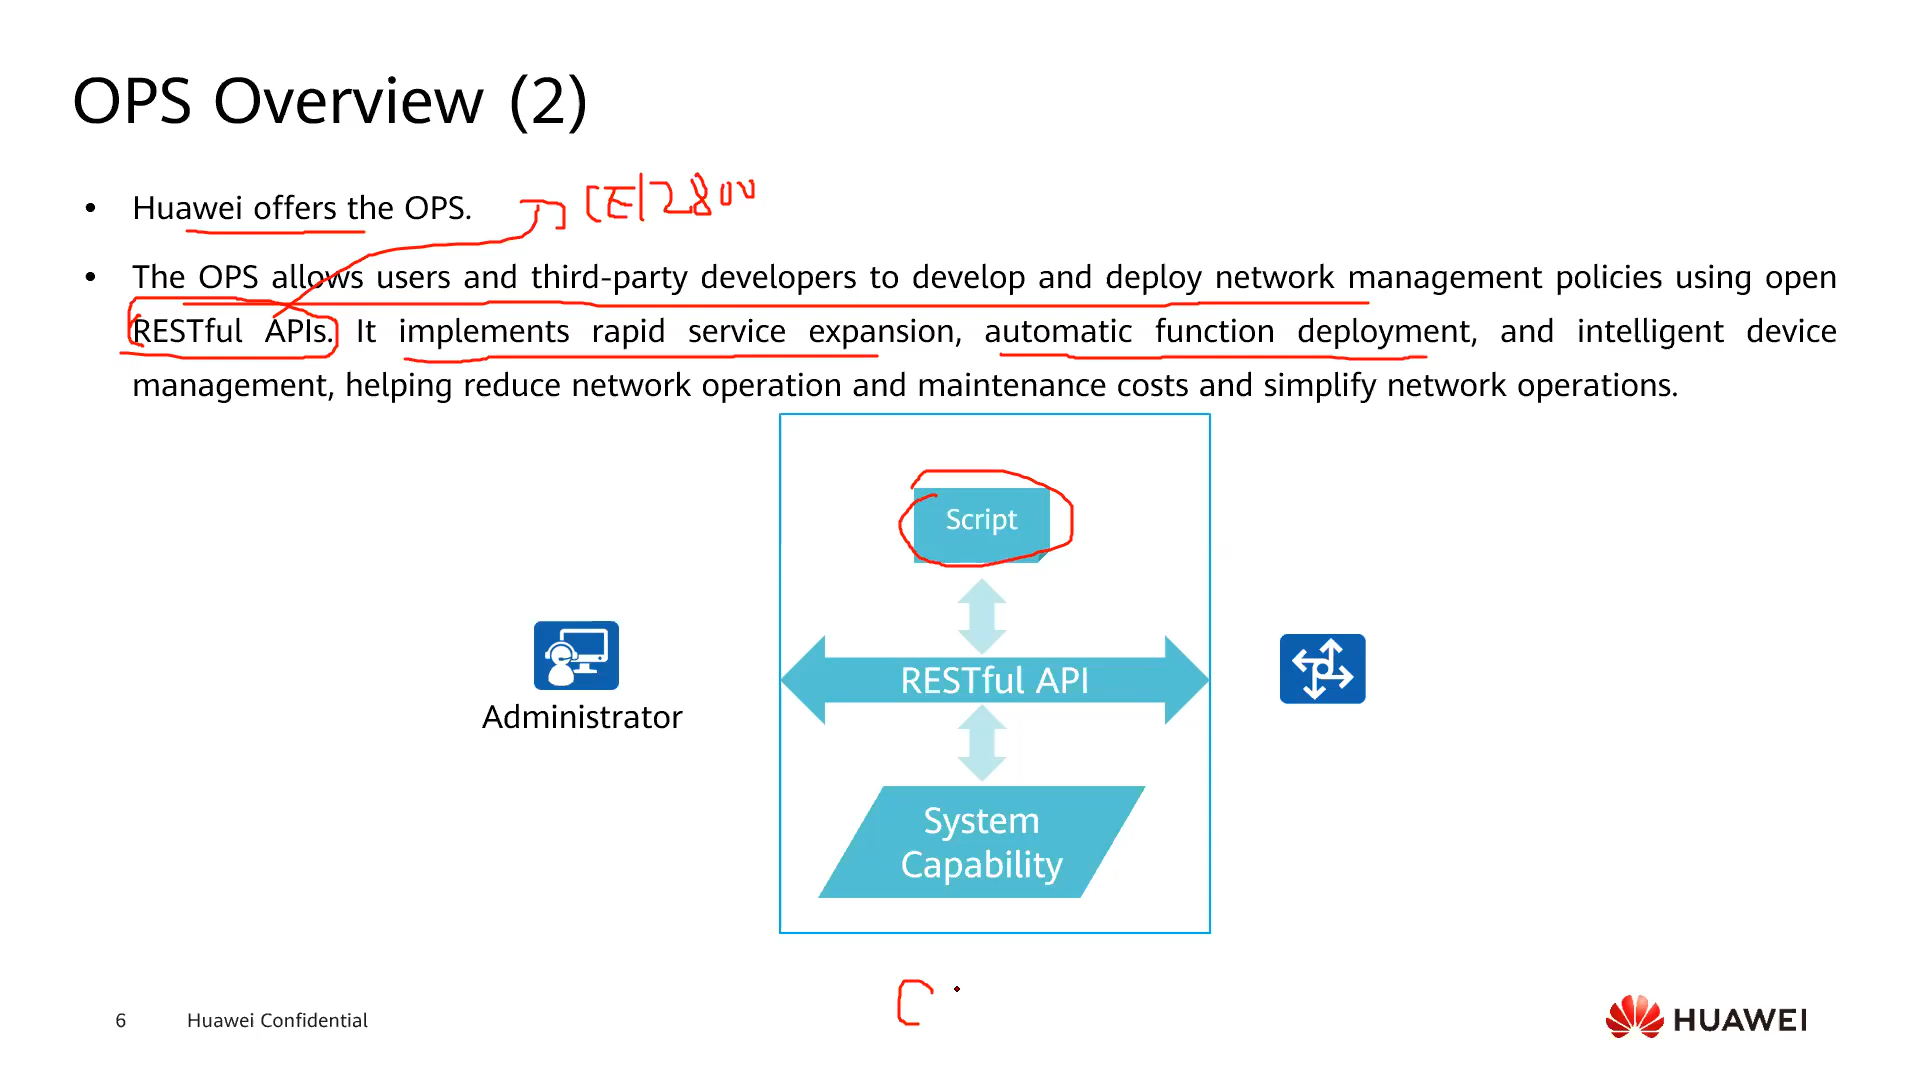 OPS Overview (2)
• Huawei offers the OPS.
CE12800
• The OPS allows users and third-party developers to develop and deploy network management policies using open
RESTful APIs. It implements rapid service expansion, automatic function deployment, and intelligent device
management, helping reduce network operation and maintenance costs and simplify network operations.
Script
RESTful API
Administrator
System
Capability
C
6 Huawei Confidential
HUAWEI